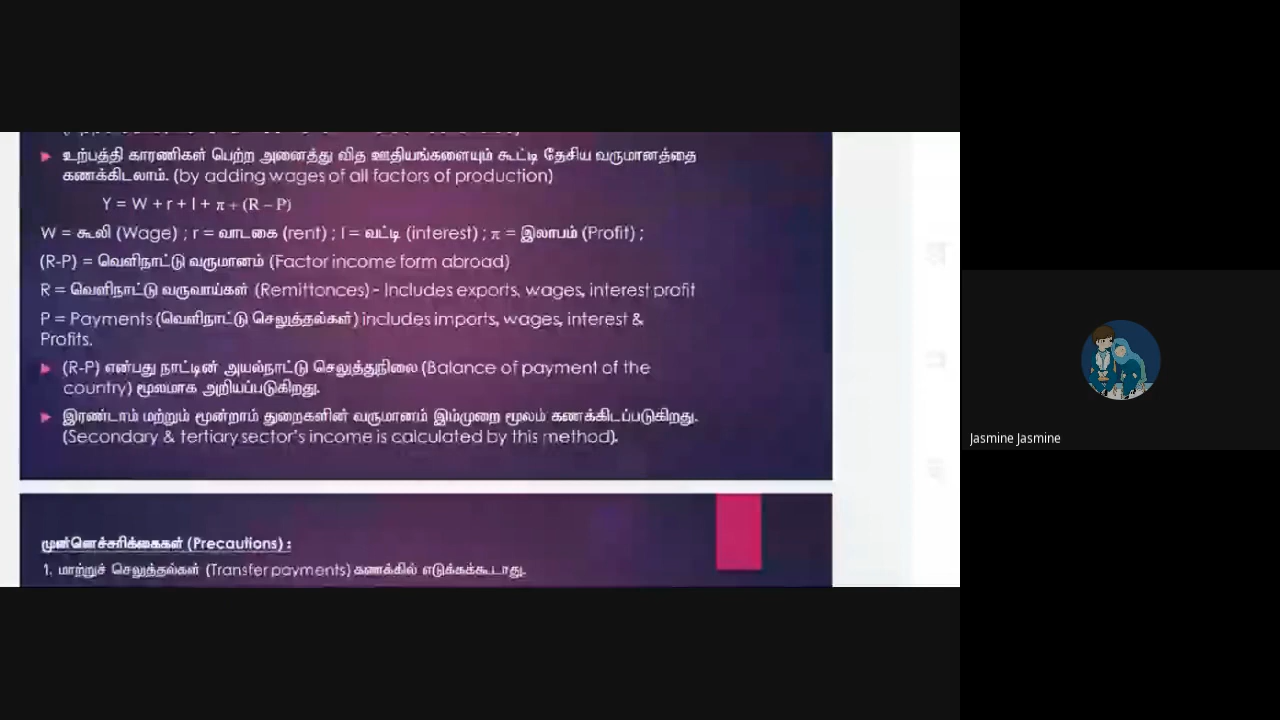 உற்பத்தி காரணிகள் பெற்ற அனைத்து வித ஊதியங்களையும் கூட்டி தேசிய வருமானத்தை
கணக்கிடலாம். (by adding wages of all factors of production)
Y = W + r + I + π + (R – P)
W = கூலி (Wage) ; r = வாடகை (rent) ; I = வட்டி (interest) ; π = இலாபம் (Profit) ;
(R-P) = வெளிநாட்டு வருமானம் (Factor income form abroad)
R = வெளிநாட்டு வருவாய்கள் (Remittonces) - Includes exports, wages, interest profit
P = Payments (வெளிநாட்டு செலுத்தல்கள்) includes imports, wages, interest &
Profits.
(R-P) என்பது நாட்டின் அயல்நாட்டு செலுத்துநிலை (Balance of payment of the
country) மூலமாக அறியப்படுகிறது.
இரண்டாம் மற்றும் மூன்றாம் துறைகளின் வருமானம் இம்முறை மூலம் கணக்கிடப்படுகிறது.
(Secondary & tertiary sector's income is calculated by this method).
முன்னெச்சரிக்கைகள் (Precautions) :
1. மாற்றுச் செலுத்தல்கள் (Transfer payments) கணக்கில் எடுக்கக்கூடாது.
Jasmine Jasmine